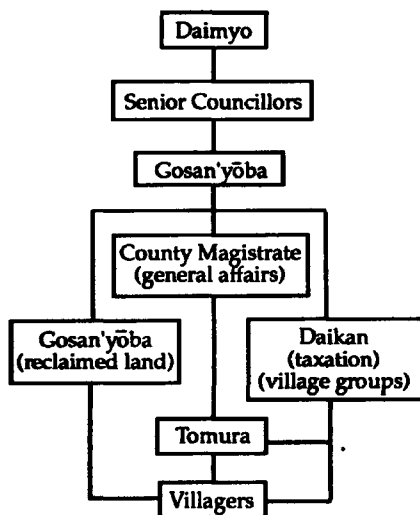 Daimyo
Senior Councillors
Gosan'yōba
County Magistrate
(general affairs)
Gosan'yōba
(reclaimed land)
Daikan
(taxation)
(village groups)
Tomura
Villagers